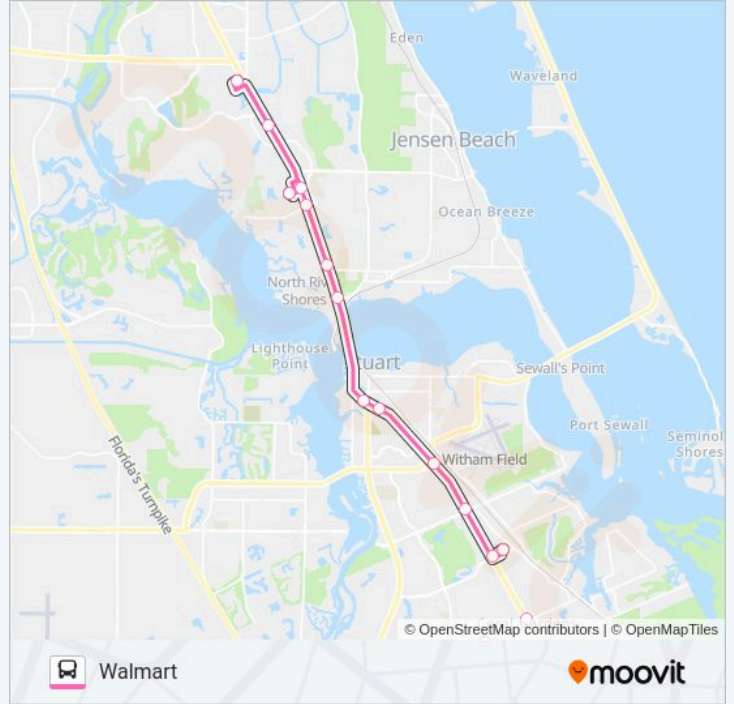 Eden
Waveland
Jensen Beach
Ocean Breeze
North Riv
Shores
Lighthouse
Point
tuart
Sewall's Point
Port Sewall
Seminol
Shores
Witham Field
Florida's Turnpike
© OpenStreetMap contributors | © OpenMapTiles
Walmart
moovit